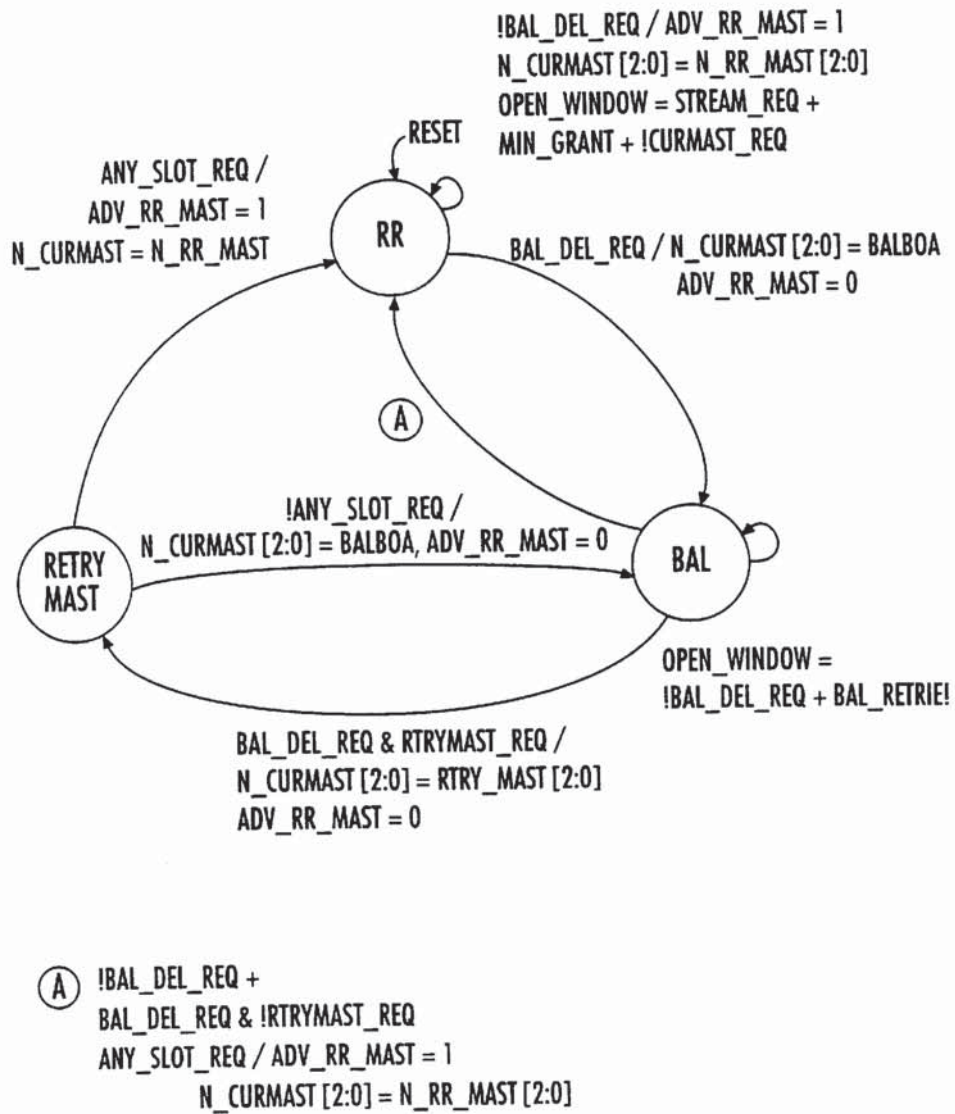 !BAL_DEL_REQ / ADV_RR_MAST = 1
N_CURMAST [2:0] = N_RR_MAST [2:0]
OPEN_WINDOW = STREAM_REQ +
MIN_GRANT + !CURMAST_REQ
RESET
ANY_SLOT_REQ /
ADV_RR_MAST = 1
N_CURMAST = N_RR_MAST
RR
BAL_DEL_REQ / N_CURMAST [2:0] = BALBOA
ADV_RR_MAST = 0
A
!ANY_SLOT_REQ /
N_CURMAST [2:0] = BALBOA, ADV_RR_MAST = 0
RETRY
MAST
BAL
OPEN_WINDOW =
!BAL_DEL_REQ + BAL_RETRIE!
BAL_DEL_REQ & RTRYMAST_REQ /
N_CURMAST [2:0] = RTRY_MAST [2:0]
ADV_RR_MAST = 0
A !BAL_DEL_REQ +
BAL_DEL_REQ & !RTRYMAST_REQ
ANY_SLOT_REQ / ADV_RR_MAST = 1
N_CURMAST [2:0] = N_RR_MAST [2:0]